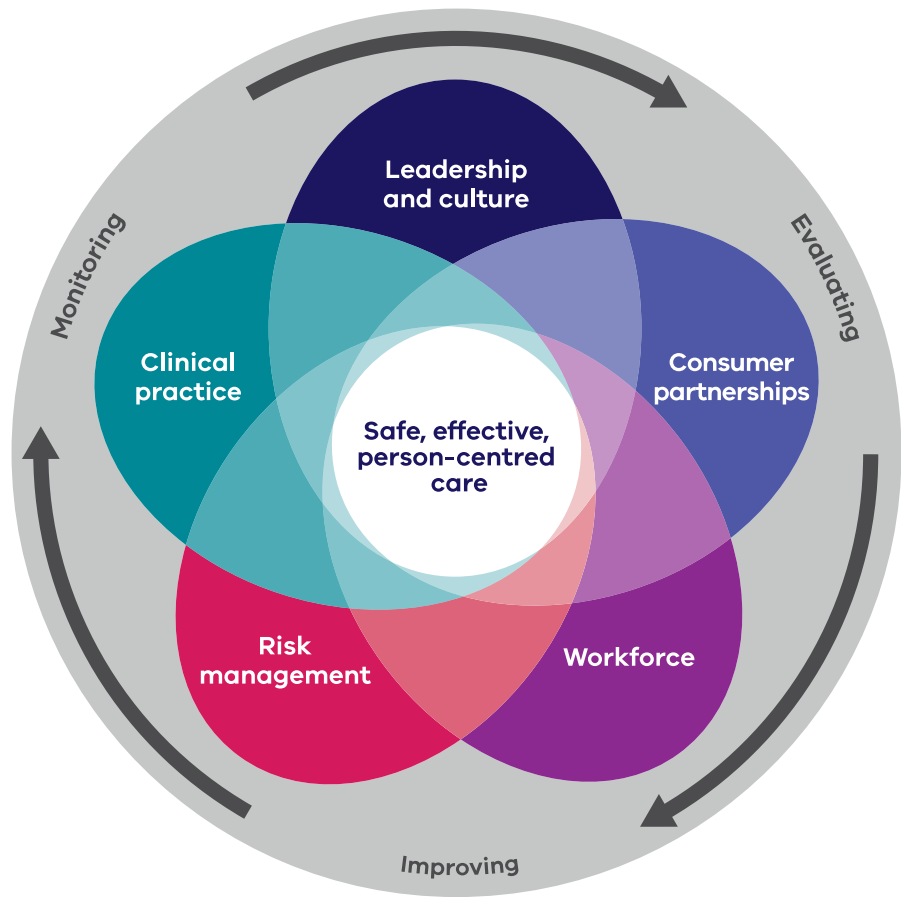 Leadership
and culture
Monitoring
Evaluating
Clinical
practice
Consumer
partnerships
Safe, effective,
person-centred
care
Risk
management
Workforce
Improving